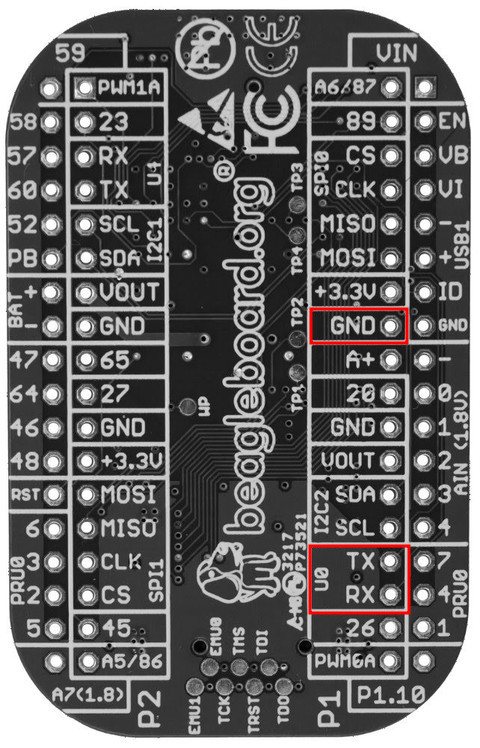 59 VIN
PWM1A A6/87
58 23 89 EN
57 RX CS VB
60 TX U4 SPI0 CLK VI
52 SCL MISO -
PB SDA I2C1 MOSI + USB1
BAT + VOUT +3.3V ID
- GND GND GND
47 65 A+ -
64 27 20 0
46 GND GND 1
48 +3.3V VOUT 2 AIN (1.8V)
RST MOSI SDA 3
6 MISO I2C2 SCL 4
PRU0 3 CLK TX 7
2 CS SPI1 U0 RX 4 PRU0
5 45 26 1
A5/86 PWM0A
A7(1.8) P2 P1 P1.10
FC
CE
beagleboard.org®
TP3
TP4
TP2
TP1
WP
3217
P73521
EMU0 TMS TDI
EMU1 TCK TRST TDO